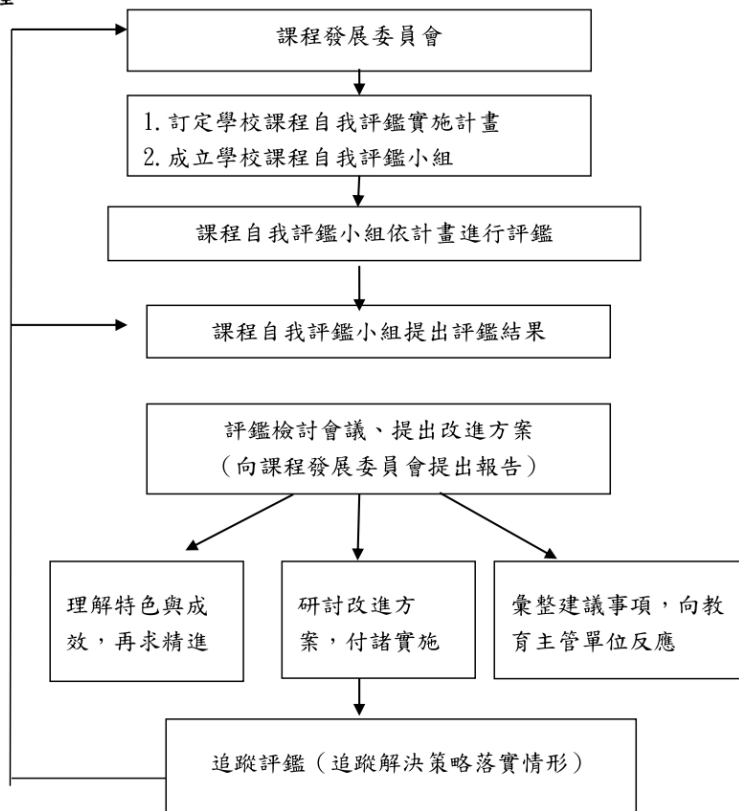 課程發展委員會
1. 訂定學校課程自我評鑑實施計畫
2. 成立學校課程自我評鑑小組
課程自我評鑑小組依計畫進行評鑑
課程自我評鑑小組提出評鑑結果
評鑑檢討會議、提出改進方案
（向課程發展委員會提出報告）
理解特色與成
效，再求精進
研討改進方
案，付諸實施
彙整建議事項，向教
育主管單位反應
追蹤評鑑（追蹤解決策略落實情形）